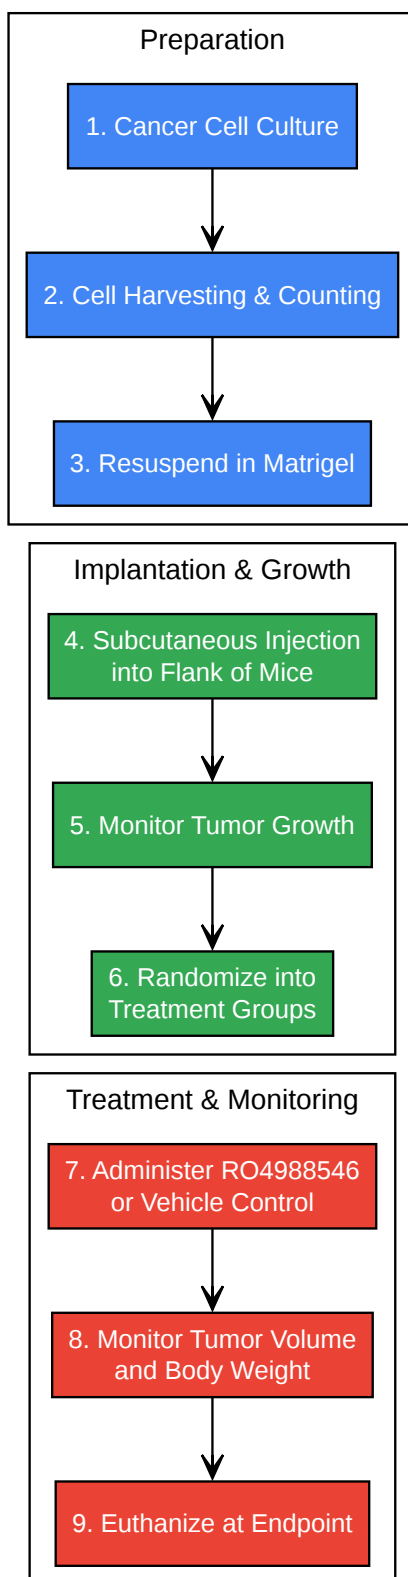 Preparation
1. Cancer Cell Culture
2. Cell Harvesting & Counting
3. Resuspend in Matrigel
Implantation & Growth
4. Subcutaneous Injection
into Flank of Mice
5. Monitor Tumor Growth
6. Randomize into
Treatment Groups
Treatment & Monitoring
7. Administer RO4988546
or Vehicle Control
8. Monitor Tumor Volume
and Body Weight
9. Euthanize at Endpoint